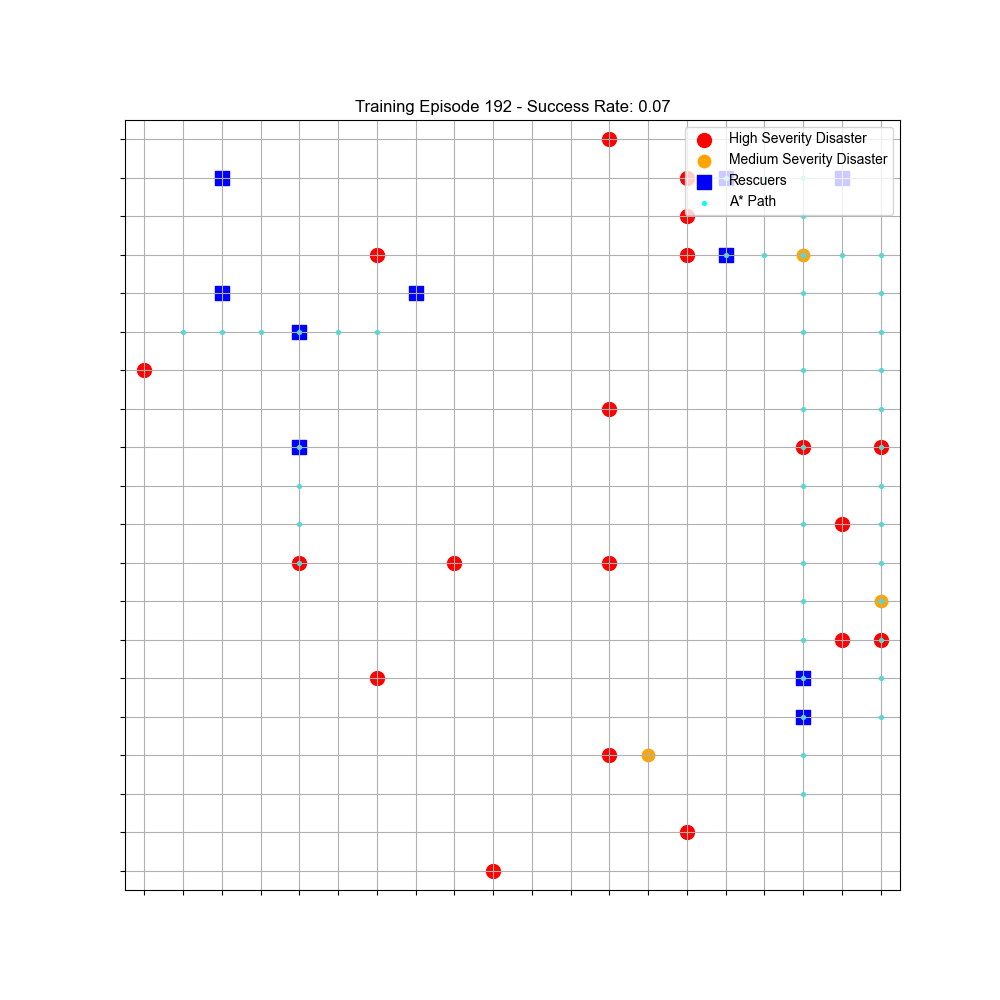 Training Episode 192 - Success Rate: 0.07
High Severity Disaster
Medium Severity Disaster
Rescuers
A* Path